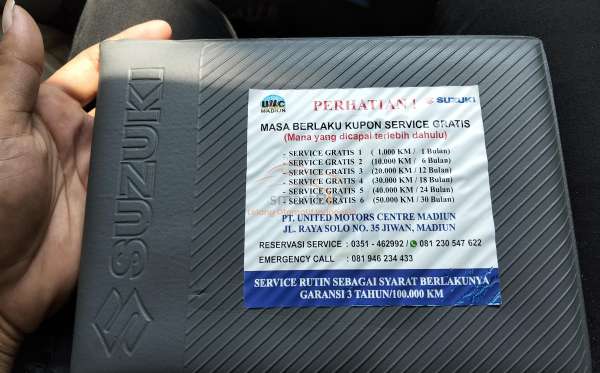 SUZUKI
UMC
MADIUN
PERHATIAN !
SUZUKI
MASA BERLAKU KUPON SERVICE GRATIS
(Mana yang dicapai terlebih dahulu)
- SERVICE GRATIS 1 ( 1.000 KM / 1 Bulan)
- SERVICE GRATIS 2 (10.000 KM / 6 Bulan)
- SERVICE GRATIS 3 (20.000 KM / 12 Bulan)
- SERVICE GRATIS 4 (30.000 KM / 18 Bulan)
- SERVICE GRATIS 5 (40.000 KM / 24 Bulan)
- SERVICE GRATIS 6 (50.000 KM / 30 Bulan)
PT. UNITED MOTORS CENTRE MADIUN
JL. RAYA SOLO NO. 35 JIWAN, MADIUN
RESERVASI SERVICE : 0351 - 462992 / 081 230 547 622
EMERGENCY CALL : 081 946 234 433
SERVICE RUTIN SEBAGAI SYARAT BERLAKUNYA
GARANSI 3 TAHUN/100.000 KM